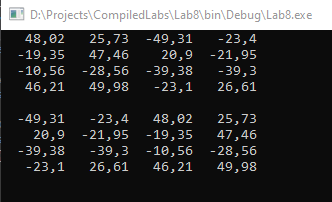 D:\Projects\CompiledLabs\Lab8\bin\Debug\Lab8.exe
48,02 25,73 -49,31 -23,4
-19,35 47,46 20,9 -21,95
-10,56 -28,56 -39,38 -39,3
46,21 49,98 -23,1 26,61
-49,31 -23,4 48,02 25,73
20,9 -21,95 -19,35 47,46
-39,38 -39,3 -10,56 -28,56
-23,1 26,61 46,21 49,98